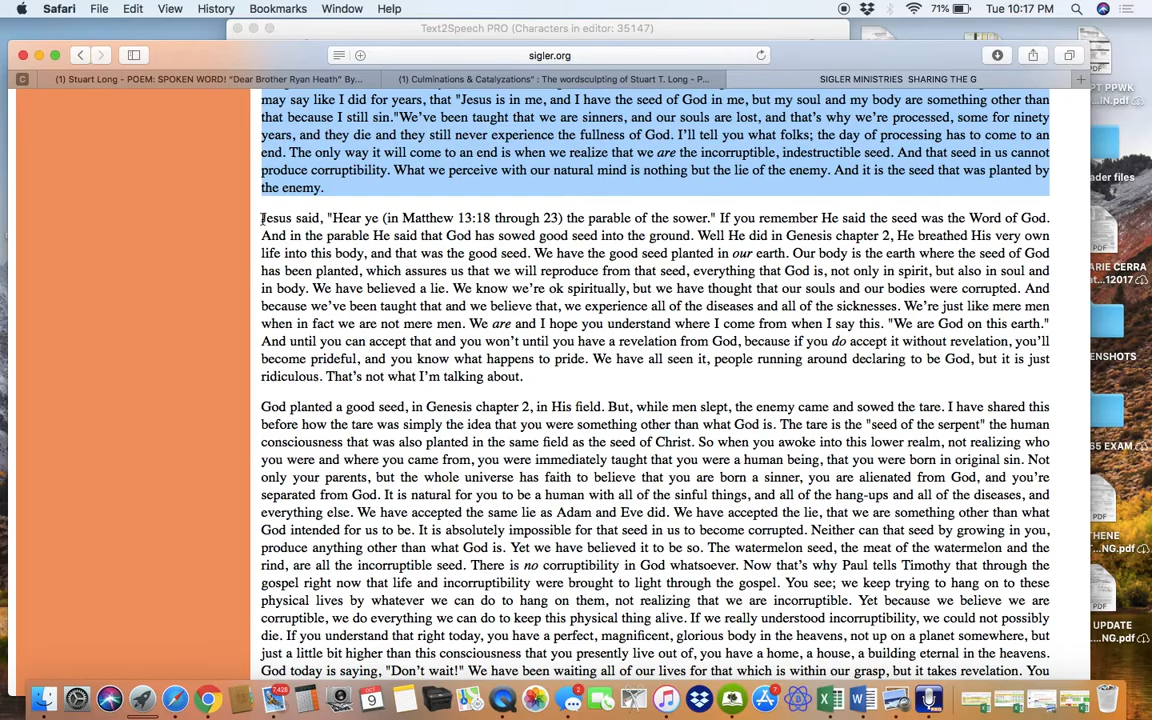 Safari File Edit View History Bookmarks Window Help 71% Tue 10:17 PM
Text2Speech PRO (Characters in editor: 35147)
sigler.org
(1) Stuart Long - POEM: SPOKEN WORD! "Dear Brother Ryan Heath" By... (1) Culminations & Catalyzations" : The wordsculpting of Stuart T. Long - P... SIGLER MINISTRIES SHARING THE G
may say like I did for years, that "Jesus is in me, and I have the seed of God in me, but my soul and my body are something other than
that because I still sin."We've been taught that we are sinners, and our souls are lost, and that's why we're processed, some for ninety
years, and they die and they still never experience the fullness of God. I'll tell you what folks; the day of processing has to come to an
end. The only way it will come to an end is when we realize that we are the incorruptible, indestructible seed. And that seed in us cannot
produce corruptibility. What we perceive with our natural mind is nothing but the lie of the enemy. And it is the seed that was planted by
the enemy.
Jesus said, "Hear ye (in Matthew 13:18 through 23) the parable of the sower." If you remember He said the seed was the Word of God.
And in the parable He said that God has sowed good seed into the ground. Well He did in Genesis chapter 2, He breathed His very own
life into this body, and that was the good seed. We have the good seed planted in our earth. Our body is the earth where the seed of God
has been planted, which assures us that we will reproduce from that seed, everything that God is, not only in spirit, but also in soul and
in body. We have believed a lie. We know we're ok spiritually, but we have thought that our souls and our bodies were corrupted. And
because we've been taught that and we believe that, we experience all of the diseases and all of the sicknesses. We're just like mere men
when in fact we are not mere men. We are and I hope you understand where I come from when I say this. "We are God on this earth."
And until you can accept that and you won't until you have a revelation from God, because if you do accept it without revelation, you'll
become prideful, and you know what happens to pride. We have all seen it, people running around declaring to be God, but it is just
ridiculous. That's not what I'm talking about.
God planted a good seed, in Genesis chapter 2, in His field. But, while men slept, the enemy came and sowed the tare. I have shared this
before how the tare was simply the idea that you were something other than what God is. The tare is the "seed of the serpent" the human
consciousness that was also planted in the same field as the seed of Christ. So when you awoke into this lower realm, not realizing who
you were and where you came from, you were immediately taught that you were a human being, that you were born in original sin. Not
only your parents, but the whole universe has faith to believe that you are born a sinner, you are alienated from God, and you're
separated from God. It is natural for you to be a human with all of the sinful things, and all of the hang-ups and all of the diseases, and
everything else. We have accepted the same lie as Adam and Eve did. We have accepted the lie, that we are something other than what
God intended for us to be. It is absolutely impossible for that seed in us to become corrupted. Neither can that seed by growing in you,
produce anything other than what God is. Yet we have believed it to be so. The watermelon seed, the meat of the watermelon and the
rind, are all the incorruptible seed. There is no corruptibility in God whatsoever. Now that's why Paul tells Timothy that through the
gospel right now that life and incorruptibility were brought to light through the gospel. You see; we keep trying to hang on to these
physical lives by whatever we can do to hang on them, not realizing that we are incorruptible. Yet because we believe we are
corruptible, we do everything we can do to keep this physical thing alive. If we really understood incorruptibility, we could not possibly
die. If you understand that right today, you have a perfect, magnificent, glorious body in the heavens, not up on a planet somewhere, but
just a little bit higher than this consciousness that you presently live out of, you have a home, a house, a building eternal in the heavens.
God today is saying, "Don't wait!" We have been waiting all of our lives for that which is within our grasp, but it takes revelation. You
PT PPWK
IN.pdf
ader files
ARIE CERRA
at...12017
ENSHOTS
65 EXAM
THENE
NG.pdf
UPDATE
NG.pdf
7,428
OCT
9
2
7